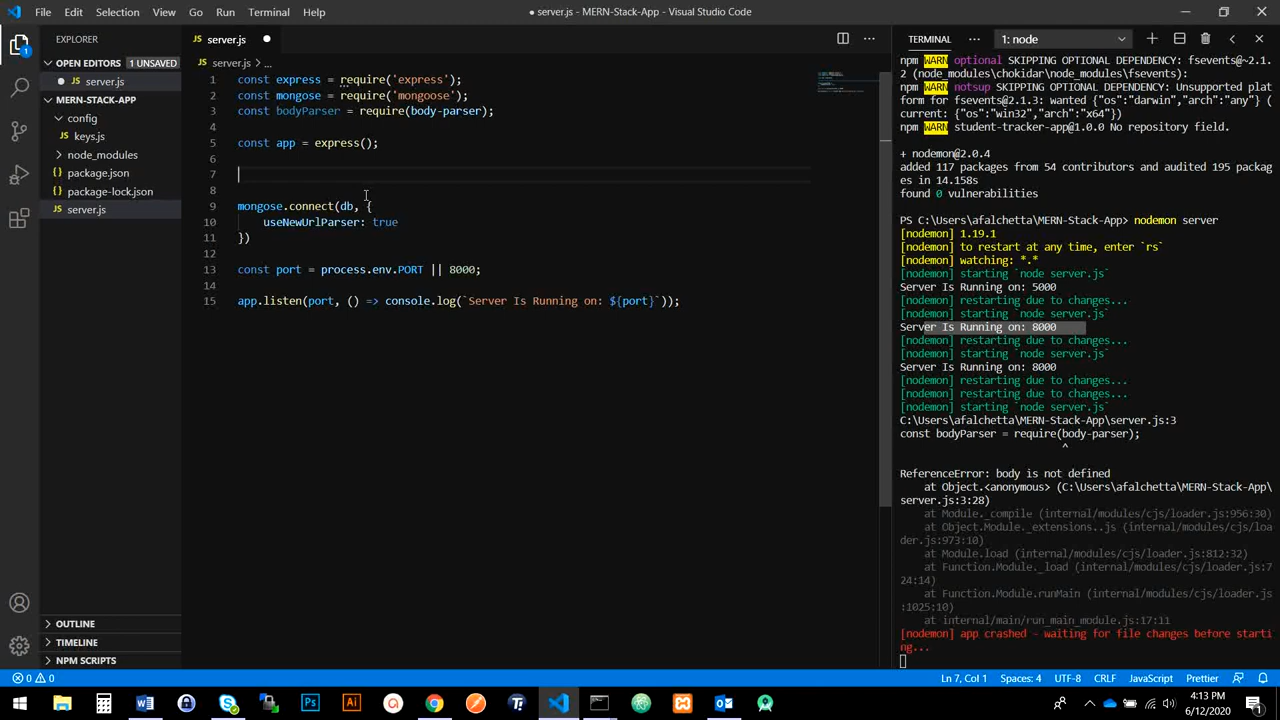 File Edit Selection View Go Run Terminal Help
● server.js - MERN-Stack-App - Visual Studio Code
EXPLORER
OPEN EDITORS 1 UNSAVED
server.js
MERN-STACK-APP
config
keys.js
node_modules
package.json
package-lock.json
server.js
OUTLINE
TIMELINE
NPM SCRIPTS
server.js
server.js > ...
1 const express = require('express');
2 const mongose = require('mongoose');
3 const bodyParser = require(body-parser);
4
5 const app = express();
6
7
8
9 mongose.connect(db, {
10 useNewUrlParser: true
11 })
12
13 const port = process.env.PORT || 8000;
14
15 app.listen(port, () => console.log(`Server Is Running on: ${port}`));
TERMINAL ... 1: node
npm WARN optional SKIPPING OPTIONAL DEPENDENCY: fsevents@~2.1.
2 (node_modules\chokidar\node_modules\fsevents):
npm WARN notsup SKIPPING OPTIONAL DEPENDENCY: Unsupported plat
form for fsevents@2.1.3: wanted {"os":"darwin","arch":"any"} (
current: {"os":"win32","arch":"x64"})
npm WARN student-tracker-app@1.0.0 No repository field.
+ nodemon@2.0.4
added 117 packages from 54 contributors and audited 195 packag
es in 14.158s
found 0 vulnerabilities
PS C:\Users\afalchetta\MERN-Stack-App> nodemon server
[nodemon] 1.19.1
[nodemon] to restart at any time, enter `rs`
[nodemon] watching: *.*
[nodemon] starting `node server.js`
Server Is Running on: 5000
[nodemon] restarting due to changes...
[nodemon] starting `node server.js`
Server Is Running on: 8000
[nodemon] restarting due to changes...
[nodemon] starting `node server.js`
Server Is Running on: 8000
[nodemon] restarting due to changes...
[nodemon] restarting due to changes...
[nodemon] starting `node server.js`
C:\Users\afalchetta\MERN-Stack-App\server.js:3
const bodyParser = require(body-parser);
^
ReferenceError: body is not defined
at Object.<anonymous> (C:\Users\afalchetta\MERN-Stack-App\
server.js:3:28)
at Module._compile (internal/modules/cjs/loader.js:956:30)
at Object.Module._extensions..js (internal/modules/cjs/loa
der.js:973:10)
at Module.load (internal/modules/cjs/loader.js:812:32)
at Function.Module._load (internal/modules/cjs/loader.js:7
24:14)
at Function.Module.runMain (internal/modules/cjs/loader.js
:1025:10)
at internal/main/run_main_module.js:17:11
[nodemon] app crashed - waiting for file changes before starti
ng...
0 0 Ln 7, Col 1 Spaces: 4 UTF-8 CRLF JavaScript Prettier
4:13 PM
6/12/2020